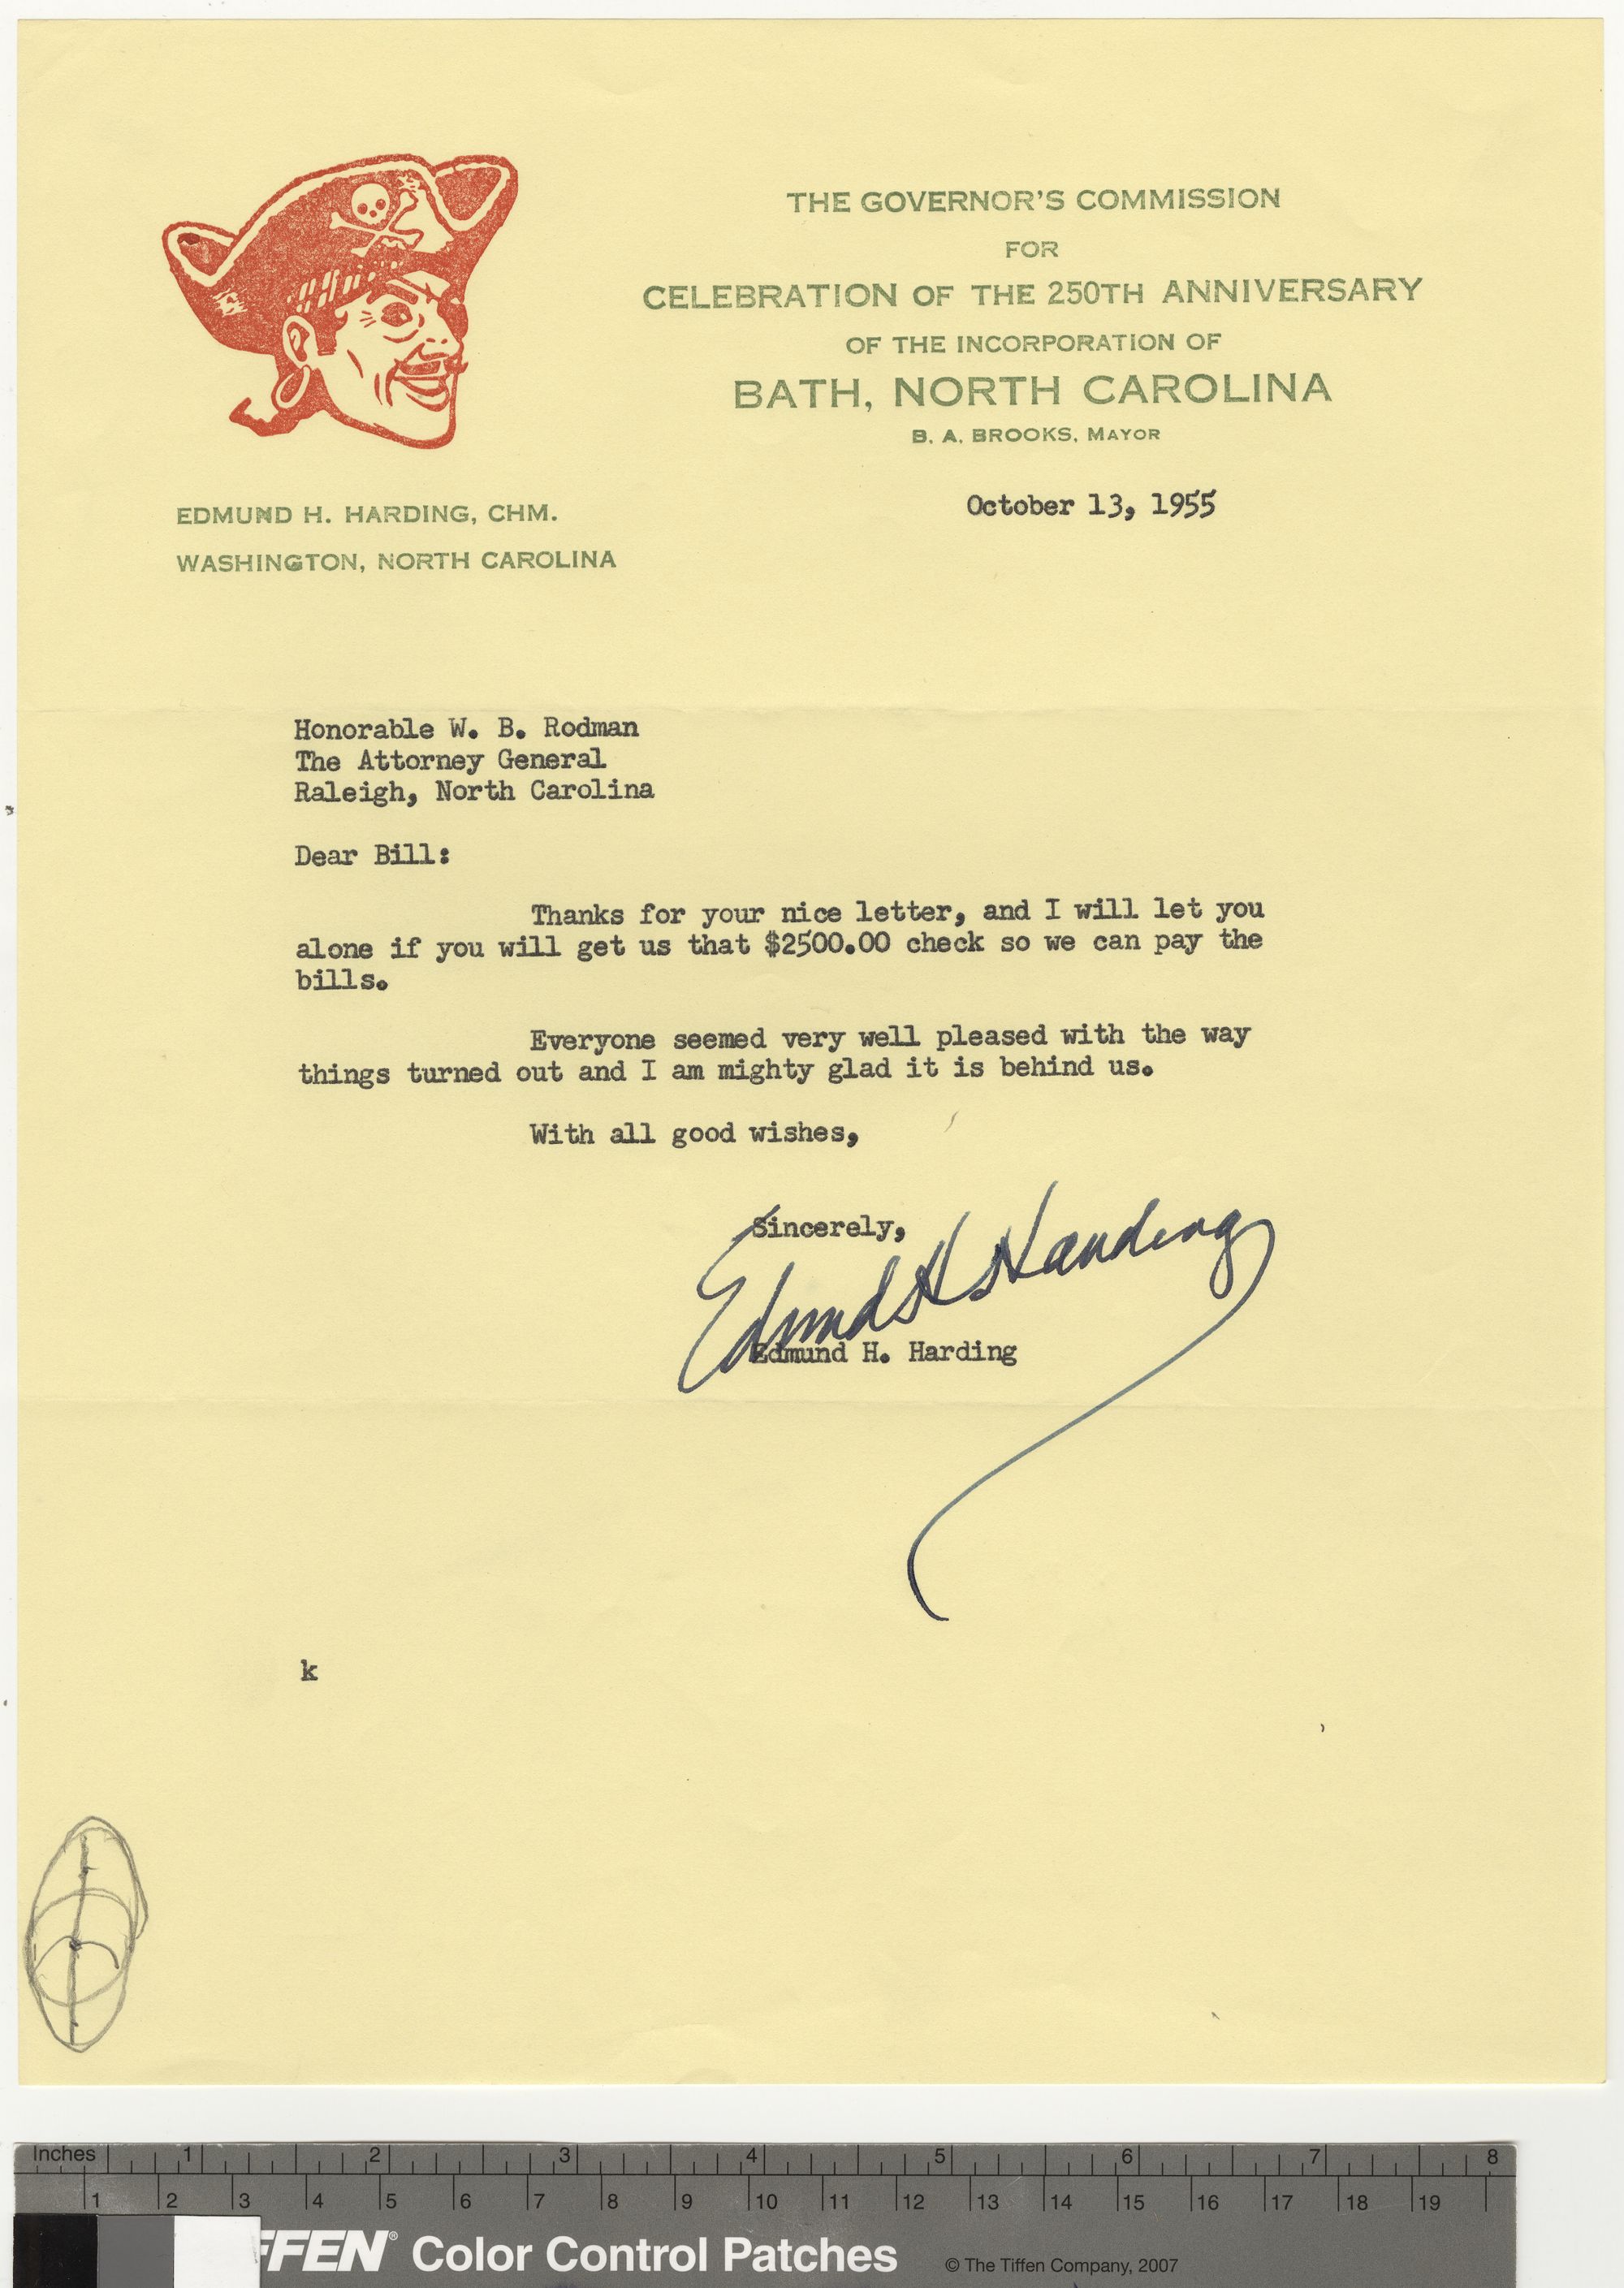 THE GOVERNOR'S COMMISSION
FOR
CELEBRATION OF THE 250TH ANNIVERSARY
OF THE INCORPORATION OF
BATH, NORTH CAROLINA
B. A. BROOKS, MAYOR
EDMUND H. HARDING, CHM.
WASHINGTON, NORTH CAROLINA
October 13, 1955
Honorable W. B. Rodman
The Attorney General
Raleigh, North Carolina
Dear Bill:
Thanks for your nice letter, and I will let you
alone if you will get us that $2500.00 check so we can pay the
bills.
Everyone seemed very well pleased with the way
things turned out and I am mighty glad it is behind us.
With all good wishes,
Sincerely,
Edmund H Harding
Edmund H. Harding
k
Inches 1 2 3 4 5 6 7 8
1 2 3 4 5 6 7 8 9 10 11 12 13 14 15 16 17 18 19
FFEN® Color Control Patches © The Tiffen Company, 2007